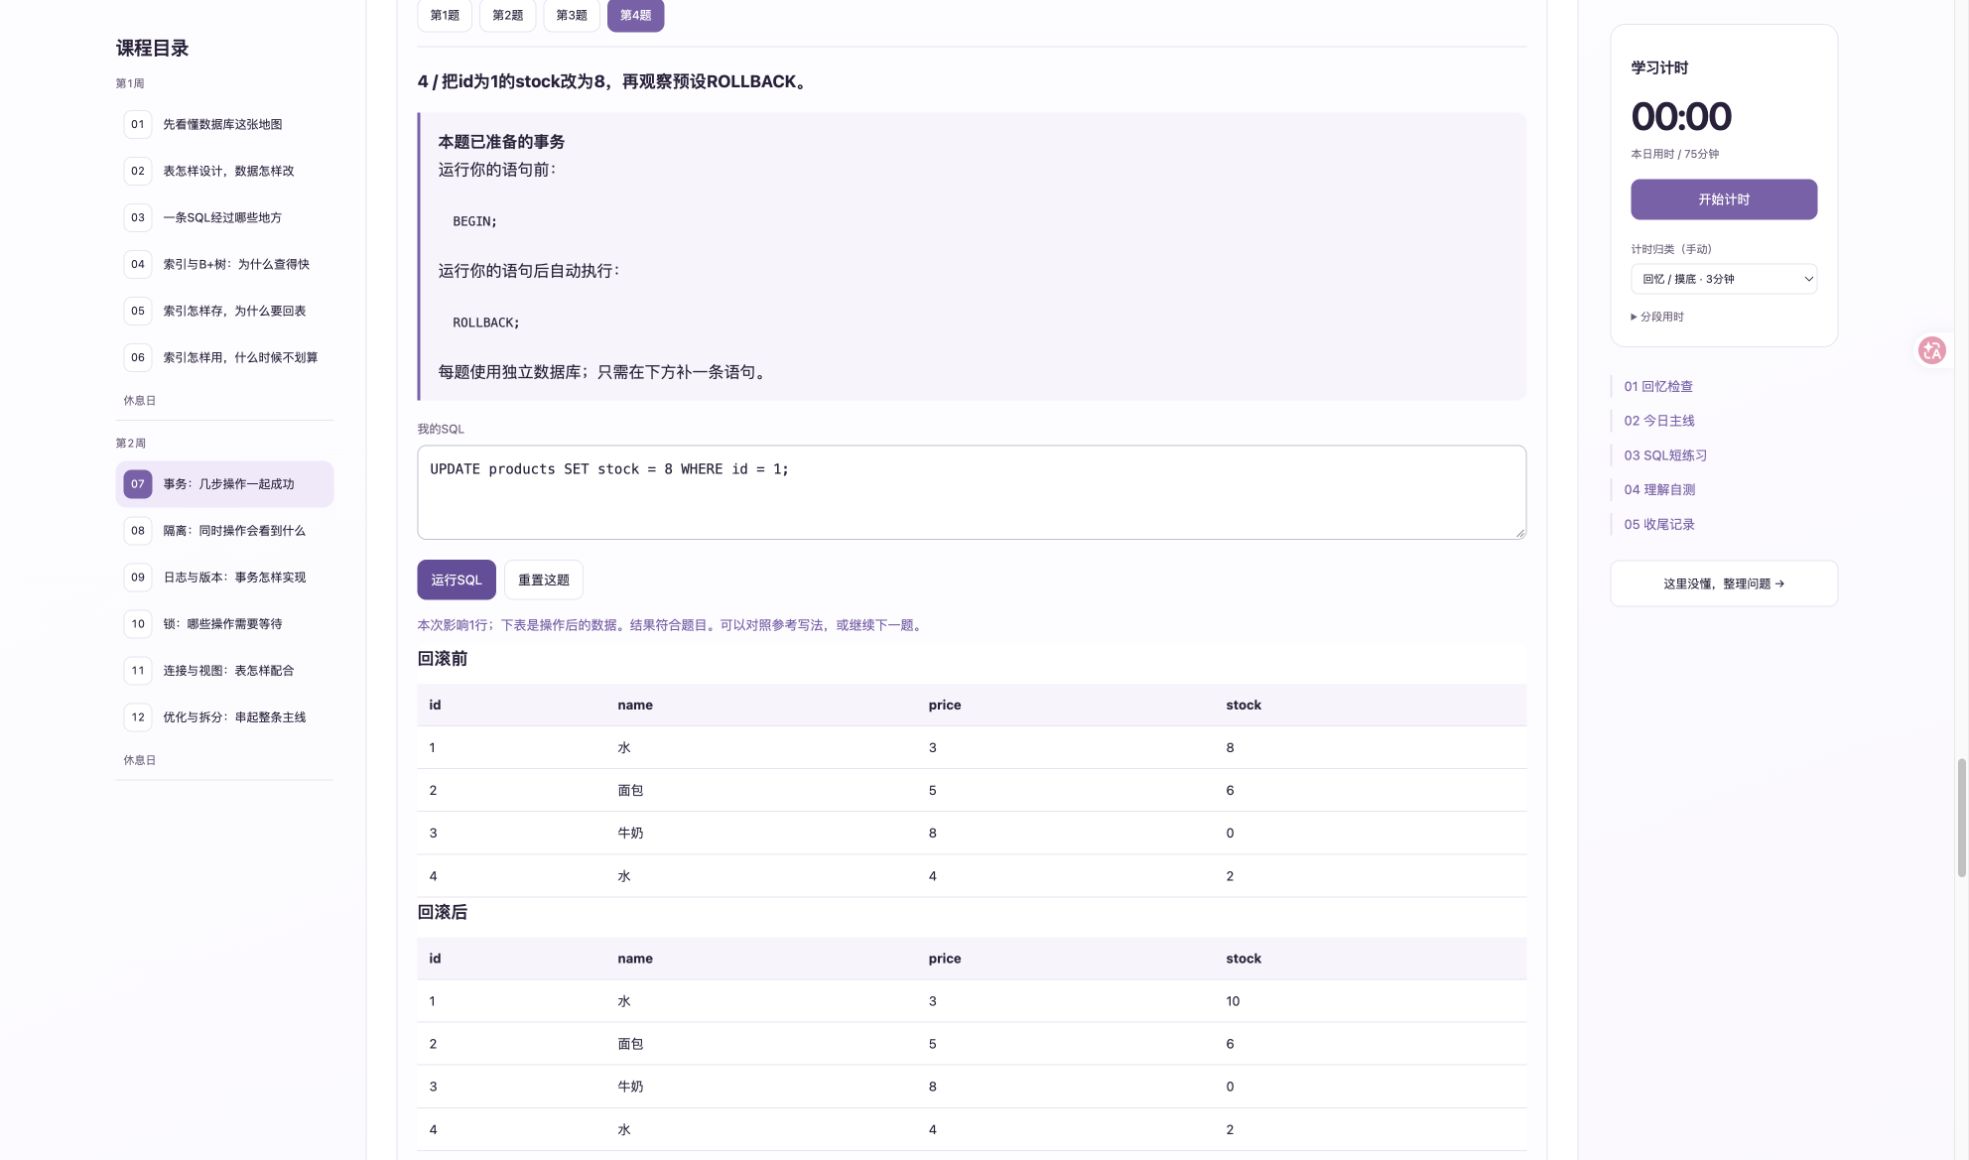 课程目录
第1周
01 先看懂数据库这张地图
02 表怎样设计，数据怎样改
03 一条SQL经过哪些地方
04 索引与B+树：为什么查得快
05 索引怎样存，为什么要回表
06 索引怎样用，什么时候不划算
休息日
第2周
07 事务：几步操作一起成功
08 隔离：同时操作会看到什么
09 日志与版本：事务怎样实现
10 锁：哪些操作需要等待
11 连接与视图：表怎样配合
12 优化与拆分：串起整条主线
休息日
第1题 第2题 第3题 第4题
4 / 把id为1的stock改为8，再观察预设ROLLBACK。
本题已准备的事务
运行你的语句前：
BEGIN;
运行你的语句后自动执行：
ROLLBACK;
每题使用独立数据库；只需在下方补一条语句。
我的SQL
UPDATE products SET stock = 8 WHERE id = 1;
运行SQL 重置这题
本次影响1行；下表是操作后的数据。结果符合题目。可以对照参考写法，或继续下一题。
回滚前
id name price stock
1 水 3 8
2 面包 5 6
3 牛奶 8 0
4 水 4 2
回滚后
id name price stock
1 水 3 10
2 面包 5 6
3 牛奶 8 0
4 水 4 2
学习计时
00:00
本日用时 / 75分钟
开始计时
计时归类（手动）
回忆 / 摸底 · 3分钟
分段用时
01 回忆检查
02 今日主线
03 SQL短练习
04 理解自测
05 收尾记录
这里没懂，整理问题 →